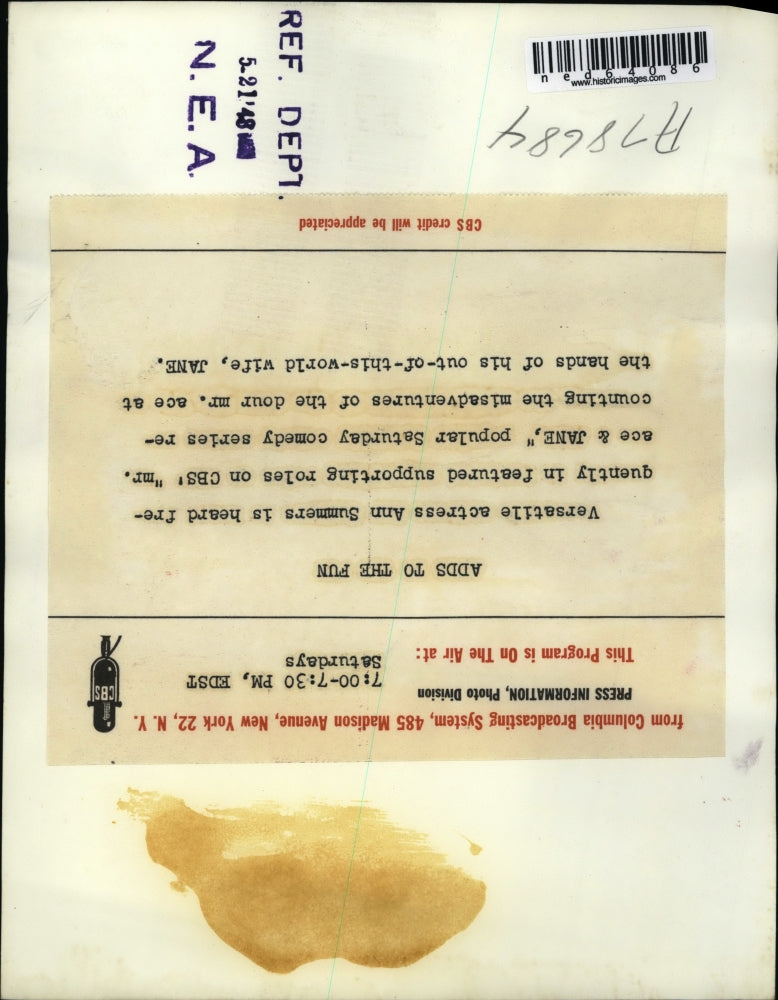 from Columbia Broadcasting System, 485 Madison Avenue, New York 22, N. Y.
PRESS INFORMATION, Photo Division
This Program is On The Air at:
7:00-7:30 PM, EDST
Saturdays
CBS
ADDS TO THE FUN
Versatile actress Ann Summers is heard fre-
quently in featured supporting roles on CBS' "mr.
ace & JANE," popular Saturday comedy series re-
counting the misadventures of the dour mr. ace at
the hands of his out-of-this-world wife, JANE.
CBS credit will be appreciated
REF. DEPT.
5-21'48
N.E.A.
ned64086
www.historicimages.com
A78684